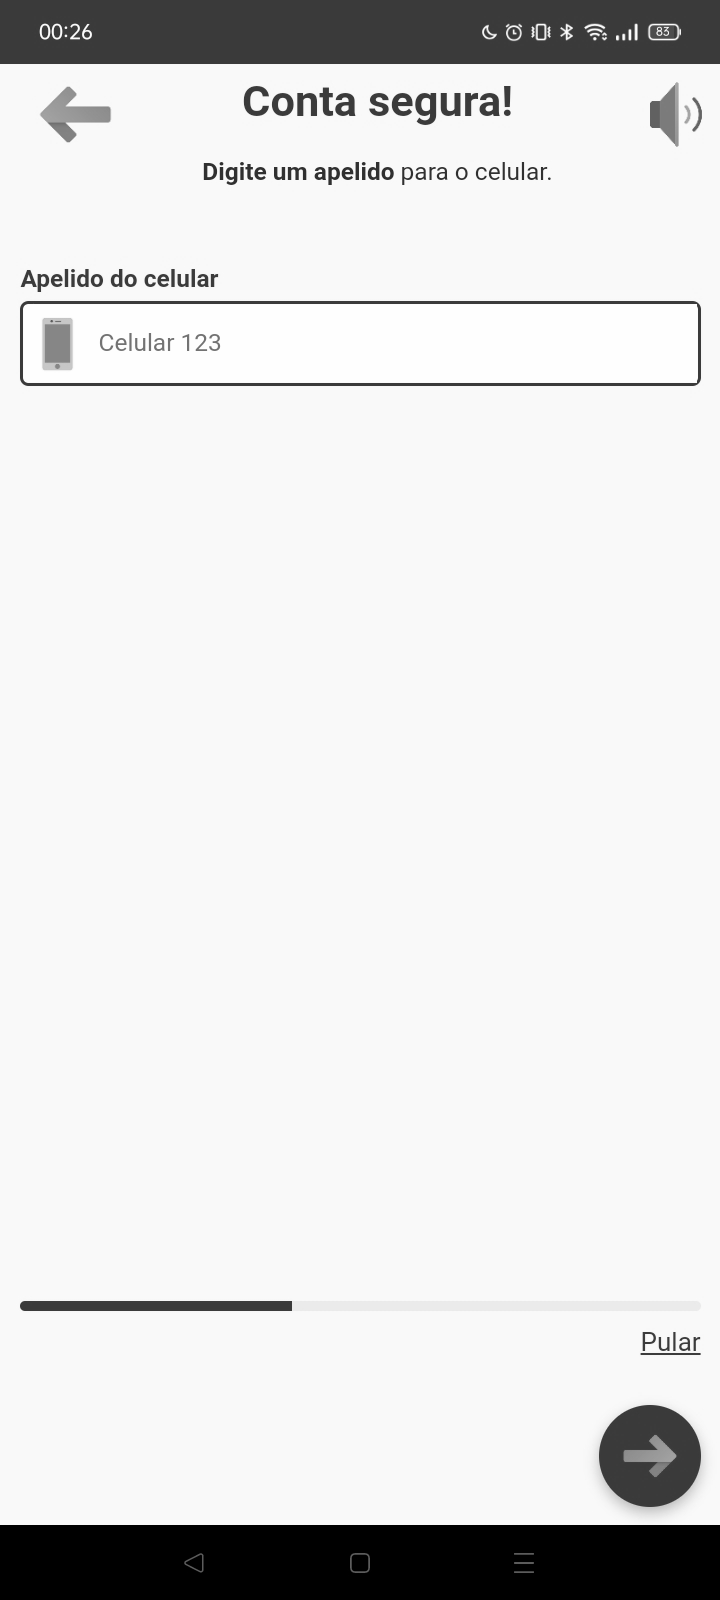 00:26
83
Conta segura!
Digite um apelido para o celular.
Apelido do celular
Celular 123
Pular